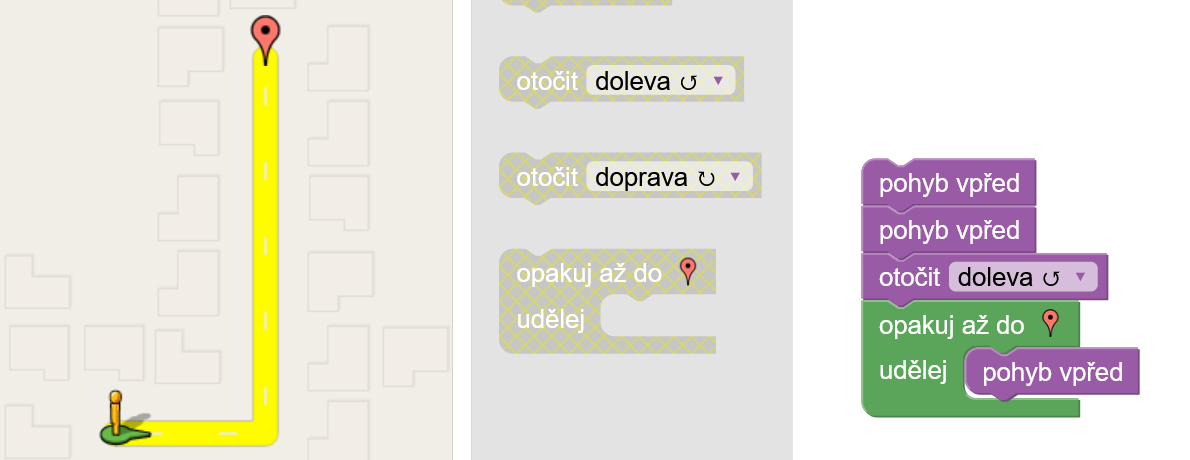 otočit doleva ↺ ▼
otočit doprava ↻ ▼
opakuj až do
udělej
pohyb vpřed
pohyb vpřed
otočit doleva ↺ ▼
opakuj až do
udělej pohyb vpřed